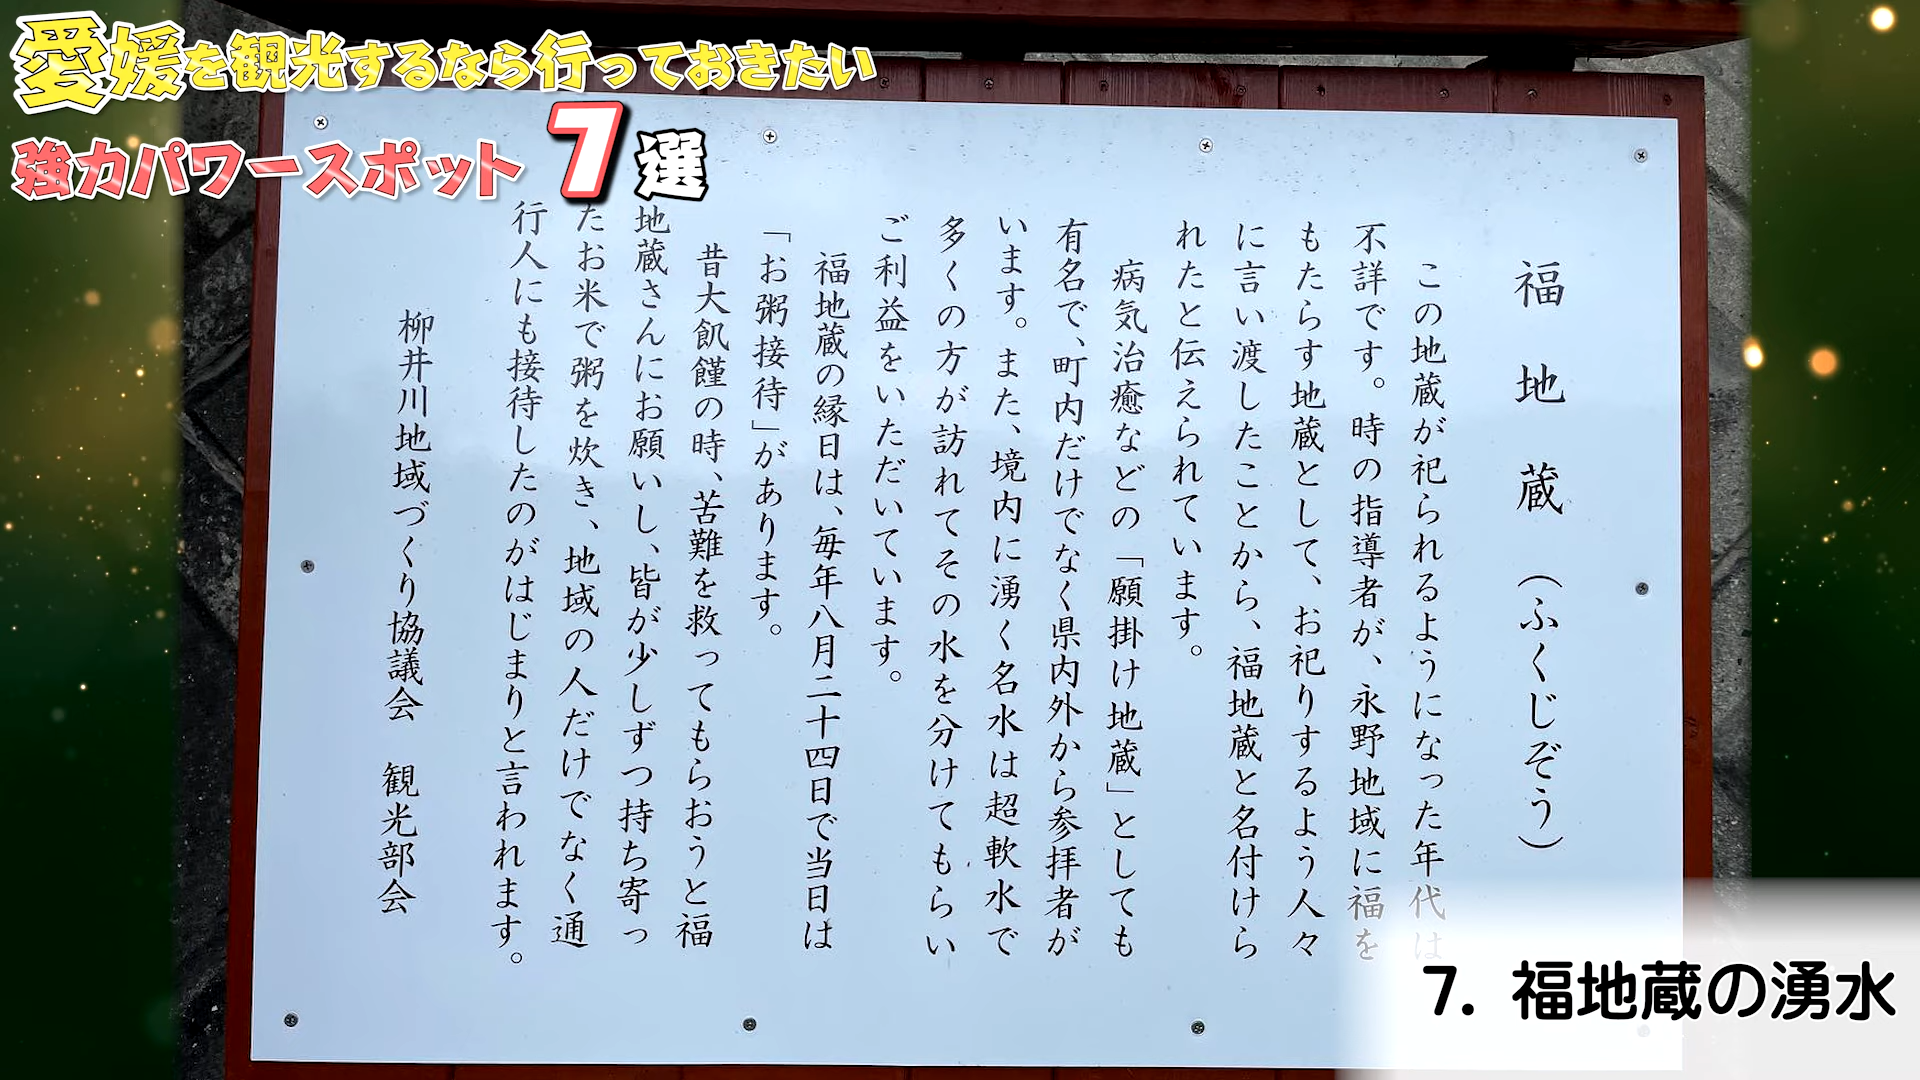 愛媛を観光するなら行っておきたい
強力パワースポット7選
福地蔵(ふくじぞう)
この地蔵が祀られるようになった年代は
不詳です。時の指導者が、永野地域に福を
もたらす地蔵として、お祀りするよう人々
に言い渡したことから、福地蔵と名付けら
れたと伝えられています。
病気治癒などの「願掛け地蔵」としても
有名で、町内だけでなく県内外から参拝者が
います。また、境内に湧く名水は超軟水で
多くの方が訪れてその水を分けてもらい
ご利益をいただいています。
福地蔵の縁日は、毎年八月二十四日で当日は
「お粥接待」があります。
昔大飢饉の時、苦難を救ってもらおうと福
地蔵さんにお願いし、皆が少しずつ持ち寄っ
たお米で粥を炊き、地域の人だけでなく通
行人にも接待したのがはじまりと言われます。
柳井川地域づくり協議会 観光部会
7. 福地蔵の湧水